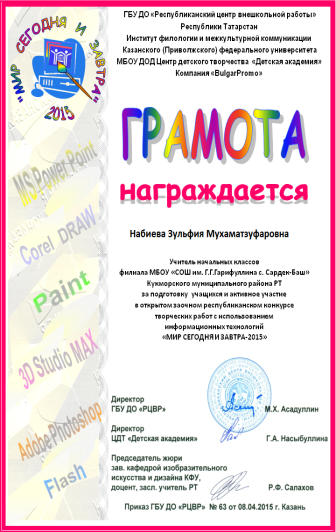 "МИР СЕГОДНЯ И ЗАВТРА"
2015
ГБУ ДО «Республиканский центр внешкольной работы»
Республики Татарстан
Институт филологии и межкультурной коммуникации
Казанского (Приволжского) федерального университета
МБОУ ДОД Центр детского творчества «Детская академия»
Компания «BulgarPromo»
ГРАМОТА
награждается
Набиева Зульфия Мухаматзуфаровна
Учитель начальных классов
филиала МБОУ «СОШ им. Г.Г.Гарифуллина с. Сардек-Баш»
Кукморского муниципального района РТ
за подготовку учащихся и активное участие
в открытом заочном республиканском конкурсе
творческих работ с использованием
информационных технологий
«МИР СЕГОДНЯ И ЗАВТРА-2015»
MS Power Point
Corel DRAW
Paint
3D Studio MAX
Adobe Photoshop
Flash
Директор
ГБУ ДО «РЦВР» М.Х. Асадуллин
Директор
ЦДТ «Детская академия» Г.А. Насыбуллина
Председатель жюри
зав. кафедрой изобразительного
искусства и дизайна КФУ,
доцент, засл. учитель РТ Р.Ф. Салахов
Приказ ГБУ ДО «РЦВР» № 63 от 08.04.2015 г. Казань